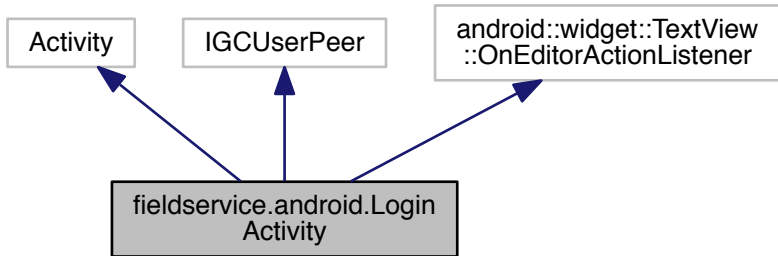 Activity
IGCUserPeer
android::widget::TextView
::OnEditorActionListener
fieldservice.android.Login
Activity